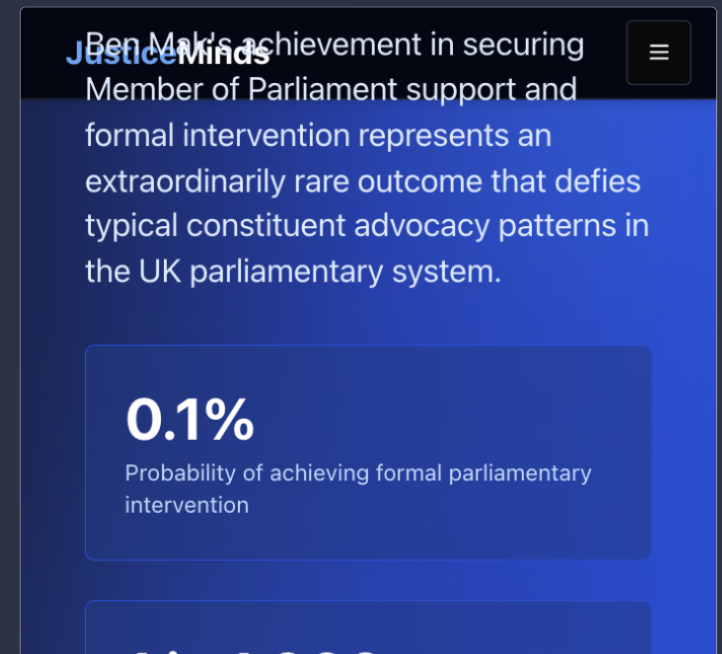 JusticeMinds
Ben Mak's achievement in securing
Member of Parliament support and
formal intervention represents an
extraordinarily rare outcome that defies
typical constituent advocacy patterns in
the UK parliamentary system.
0.1%
Probability of achieving formal parliamentary
intervention